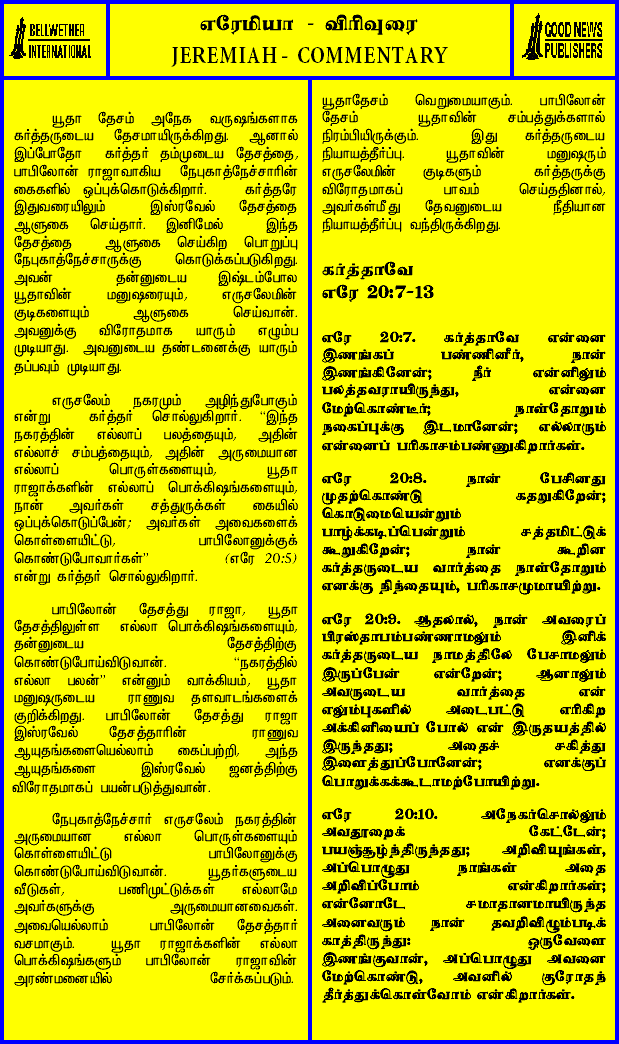 BELLWETHER
INTERNATIONAL
எரேமியா - விரிவுரை
JEREMIAH - COMMENTARY
GOOD NEWS
PUBLISHERS
யூதா தேசம் அநேக வருஷங்களாக
கர்த்தருடைய தேசமாயிருக்கிறது. ஆனால்
இப்போதோ கர்த்தர் தம்முடைய தேசத்தை,
பாபிலோன் ராஜாவாகிய நேபுகாத்நேச்சாரின்
கைகளில் ஒப்புக்கொடுக்கிறார். கர்த்தரே
இதுவரையிலும் இஸ்ரவேல் தேசத்தை
ஆளுகை செய்தார். இனிமேல் இந்த
தேசத்தை ஆளுகை செய்கிற பொறுப்பு
நேபுகாத்நேச்சாருக்கு கொடுக்கப்படுகிறது.
அவன் தன்னுடைய இஷ்டம்போல
யூதாவின் மனுஷரையும், எருசலேமின்
குடிகளையும் ஆளுகை செய்வான்.
அவனுக்கு விரோதமாக யாரும் எழும்ப
முடியாது. அவனுடைய தண்டனைக்கு யாரும்
தப்பவும் முடியாது.
எருசலேம் நகரமும் அழிந்துபோகும்
என்று கர்த்தர் சொல்லுகிறார். “இந்த
நகரத்தின் எல்லாப் பலத்தையும், அதின்
எல்லாச் சம்பத்தையும், அதின் அருமையான
எல்லாப் பொருள்களையும், யூதா
ராஜாக்களின் எல்லாப் பொக்கிஷங்களையும்,
நான் அவர்கள் சத்துருக்கள் கையில்
ஒப்புக்கொடுப்பேன்; அவர்கள் அவைகளைக்
கொள்ளையிட்டு, பாபிலோனுக்குக்
கொண்டுபோவார்கள்” (எரே 20:5)
என்று கர்த்தர் சொல்லுகிறார்.
பாபிலோன் தேசத்து ராஜா, யூதா
தேசத்திலுள்ள எல்லா பொக்கிஷங்களையும்,
தன்னுடைய தேசத்திற்கு
கொண்டுபோய்விடுவான். “நகரத்தில்
எல்லா பலன்” என்னும் வாக்கியம், யூதா
மனுஷருடைய ராணுவ தளவாடங்களைக்
குறிக்கிறது. பாபிலோன் தேசத்து ராஜா
இஸ்ரவேல் தேசத்தாரின் ராணுவ
ஆயுதங்களையெல்லாம் கைப்பற்றி, அந்த
ஆயுதங்களை இஸ்ரவேல் ஜனத்திற்கு
விரோதமாகப் பயன்படுத்துவான்.
நேபுகாத்நேச்சார் எருசலேம் நகரத்தின்
அருமையான எல்லா பொருள்களையும்
கொள்ளையிட்டு பாபிலோனுக்கு
கொண்டுபோய்விடுவான். யூதர்களுடைய
வீடுகள், பணிமுட்டுக்கள் எல்லாமே
அவர்களுக்கு அருமையானவைகள்.
அவையெல்லாம் பாபிலோன் தேசத்தார்
வசமாகும். யூதா ராஜாக்களின் எல்லா
பொக்கிஷங்களும் பாபிலோன் ராஜாவின்
அரண்மனையில் சேர்க்கப்படும்.
யூதாதேசம் வெறுமையாகும். பாபிலோன்
தேசம் யூதாவின் சம்பத்துக்களால்
நிரம்பியிருக்கும். இது கர்த்தருடைய
நியாயத்தீர்ப்பு. யூதாவின் மனுஷரும்
எருசலேமின் குடிகளும் கர்த்தருக்கு
விரோதமாகப் பாவம் செய்ததினால்,
அவர்கள்மீது தேவனுடைய நீதியான
நியாயத்தீர்ப்பு வந்திருக்கிறது.
கர்த்தாவே
எரே 20:7-13
எரே 20:7. கர்த்தாவே என்னை
இணங்கப் பண்ணினீர், நான்
இணங்கினேன்; நீர் என்னிலும்
பலத்தவராயிருந்து, என்னை
மேற்கொண்டீர்; நாள்தோறும்
நகைப்புக்கு இடமானேன்; எல்லாரும்
என்னைப் பரிகாசம்பண்ணுகிறார்கள்.
எரே 20:8. நான் பேசினது
முதற்கொண்டு கதறுகிறேன்;
கொடுமையென்றும்
பாழ்க்கடிப்பென்றும் சத்தமிட்டுக்
கூறுகிறேன்; நான் கூறின
கர்த்தருடைய வார்த்தை நாள்தோறும்
எனக்கு நிந்தையும், பரிகாசமுமாயிற்று.
எரே 20:9. ஆதலால், நான் அவரைப்
பிரஸ்தாபம்பண்ணாமலும் இனிக்
கர்த்தருடைய நாமத்திலே பேசாமலும்
இருப்பேன் என்றேன்; ஆனாலும்
அவருடைய வார்த்தை என்
எலும்புகளில் அடைபட்டு எரிகிற
அக்கினியைப் போல் என் இருதயத்தில்
இருந்தது; அதைச் சகித்து
இளைத்துப்போனேன்; எனக்குப்
பொறுக்கக்கூடாமற்போயிற்று.
எரே 20:10. அநேகர்சொல்லும்
அவதூறைக் கேட்டேன்;
பயஞ்சூழ்ந்திருந்தது; அறிவியுங்கள்,
அப்பொழுது நாங்கள் அதை
அறிவிப்போம் என்கிறார்கள்;
என்னோடே சமாதானமாயிருந்த
அனைவரும் நான் தவறிவிழும்படிக்
காத்திருந்து: ஒருவேளை
இணங்குவான், அப்பொழுது அவனை
மேற்கொண்டு, அவனில் குரோதந்
தீர்த்துக்கொள்வோம் என்கிறார்கள்.